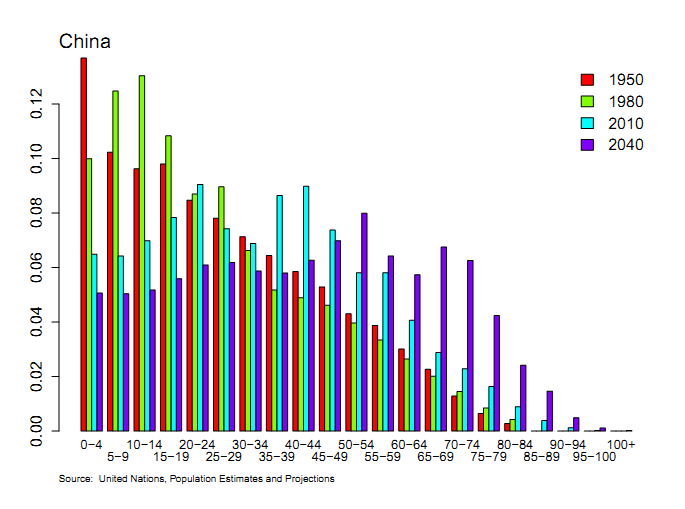 China
1950
1980
2010
2040
0.12
0.10
0.08
0.06
0.04
0.02
0.00
0−4 10−14 20−24 30−34 40−44 50−54 60−64 70−74 80−84 90−94 100+
5−9 15−19 25−29 35−39 45−49 55−59 65−69 75−79 85−89 95−100
Source: United Nations, Population Estimates and Projections